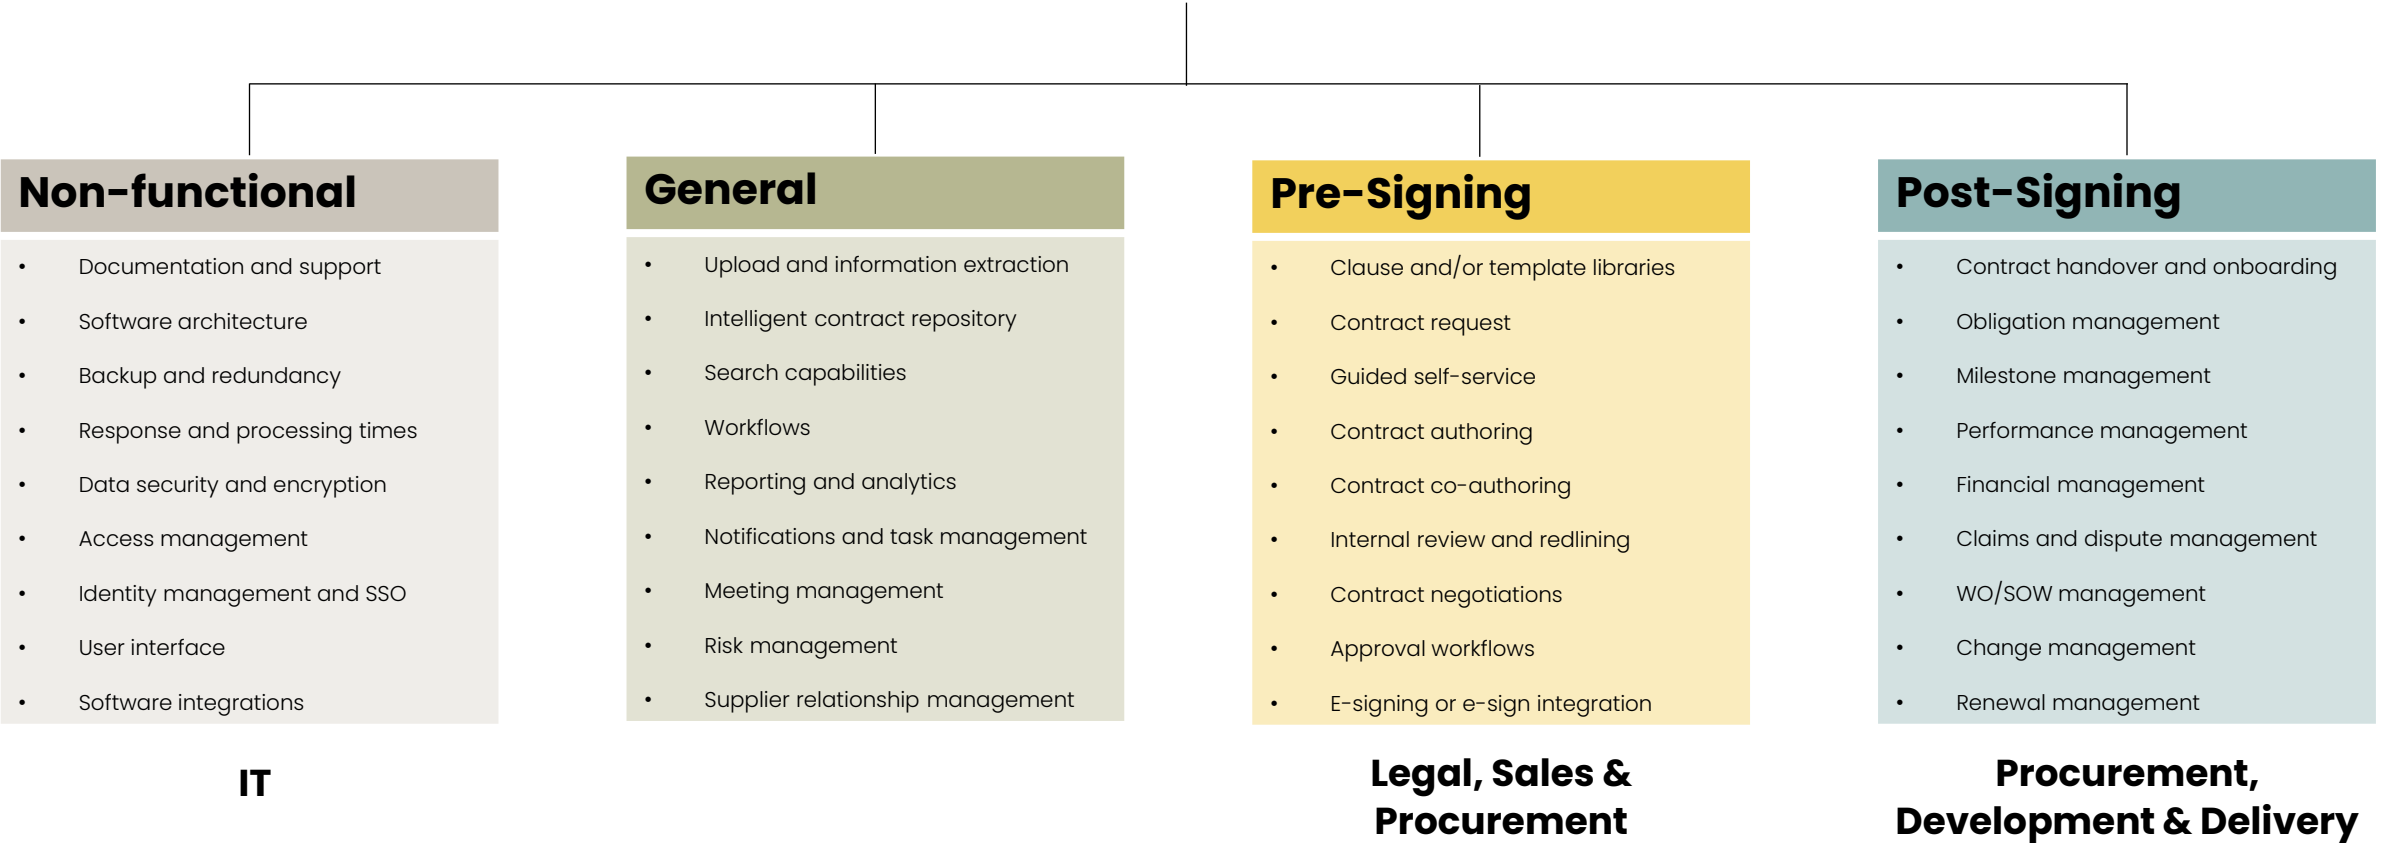 Non-functional
• Documentation and support
• Software architecture
• Backup and redundancy
• Response and processing times
• Data security and encryption
• Access management
• Identity management and SSO
• User interface
• Software integrations
IT
General
• Upload and information extraction
• Intelligent contract repository
• Search capabilities
• Workflows
• Reporting and analytics
• Notifications and task management
• Meeting management
• Risk management
• Supplier relationship management
Pre-Signing
• Clause and/or template libraries
• Contract request
• Guided self-service
• Contract authoring
• Contract co-authoring
• Internal review and redlining
• Contract negotiations
• Approval workflows
• E-signing or e-sign integration
Legal, Sales &
Procurement
Post-Signing
• Contract handover and onboarding
• Obligation management
• Milestone management
• Performance management
• Financial management
• Claims and dispute management
• WO/SOW management
• Change management
• Renewal management
Procurement,
Development & Delivery